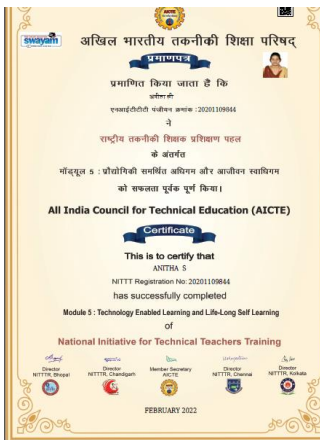 swayam
AICTE
अखिल भारतीय तकनीकी शिक्षा परिषद्
प्रमाणपत्र
प्रमाणित किया जाता है कि
एनआईटीटीटी पंजीयन क्रमांक :20201109844
ने
राष्ट्रीय तकनीकी शिक्षक प्रशिक्षण पहल
के अंतर्गत
मॉड्यूल 5 : प्रौद्योगिकी समर्थित अधिगम और आजीवन स्वाधिगम
को सफलता पूर्वक पूर्ण किया।
All India Council for Technical Education (AICTE)
Certificate
This is to certify that
ANITHA S
NITTT Registration No: 20201109844
has successfully completed
Module 5 : Technology Enabled Learning and Life-Long Self Learning
of
National Initiative for Technical Teachers Training
Director Director Member Secretary Director Director
NITTTR, Bhopal NITTTR, Chandigarh AICTE NITTTR, Chennai NITTTR, Kolkata
FEBRUARY 2022